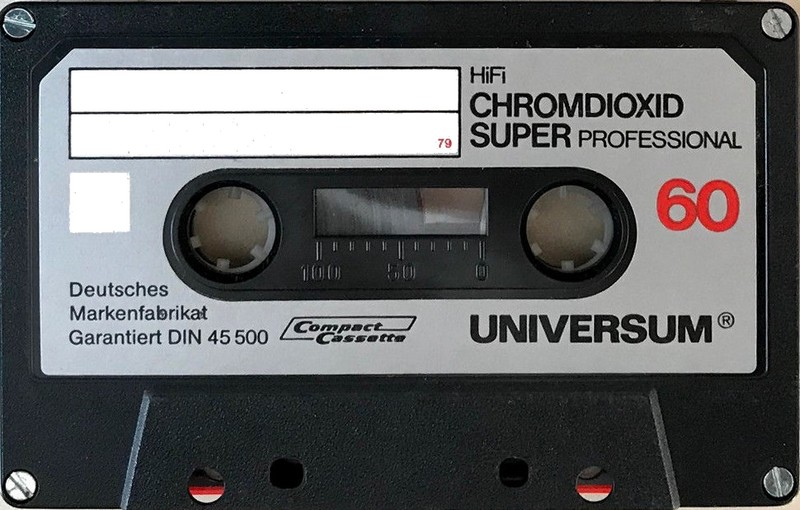 HiFi
CHROMDIOXID
SUPER PROFESSIONAL
79
60
100 50 0
Deutsches
Markenfabrikat
Garantiert DIN 45 500
Compact
Cassette
UNIVERSUM®